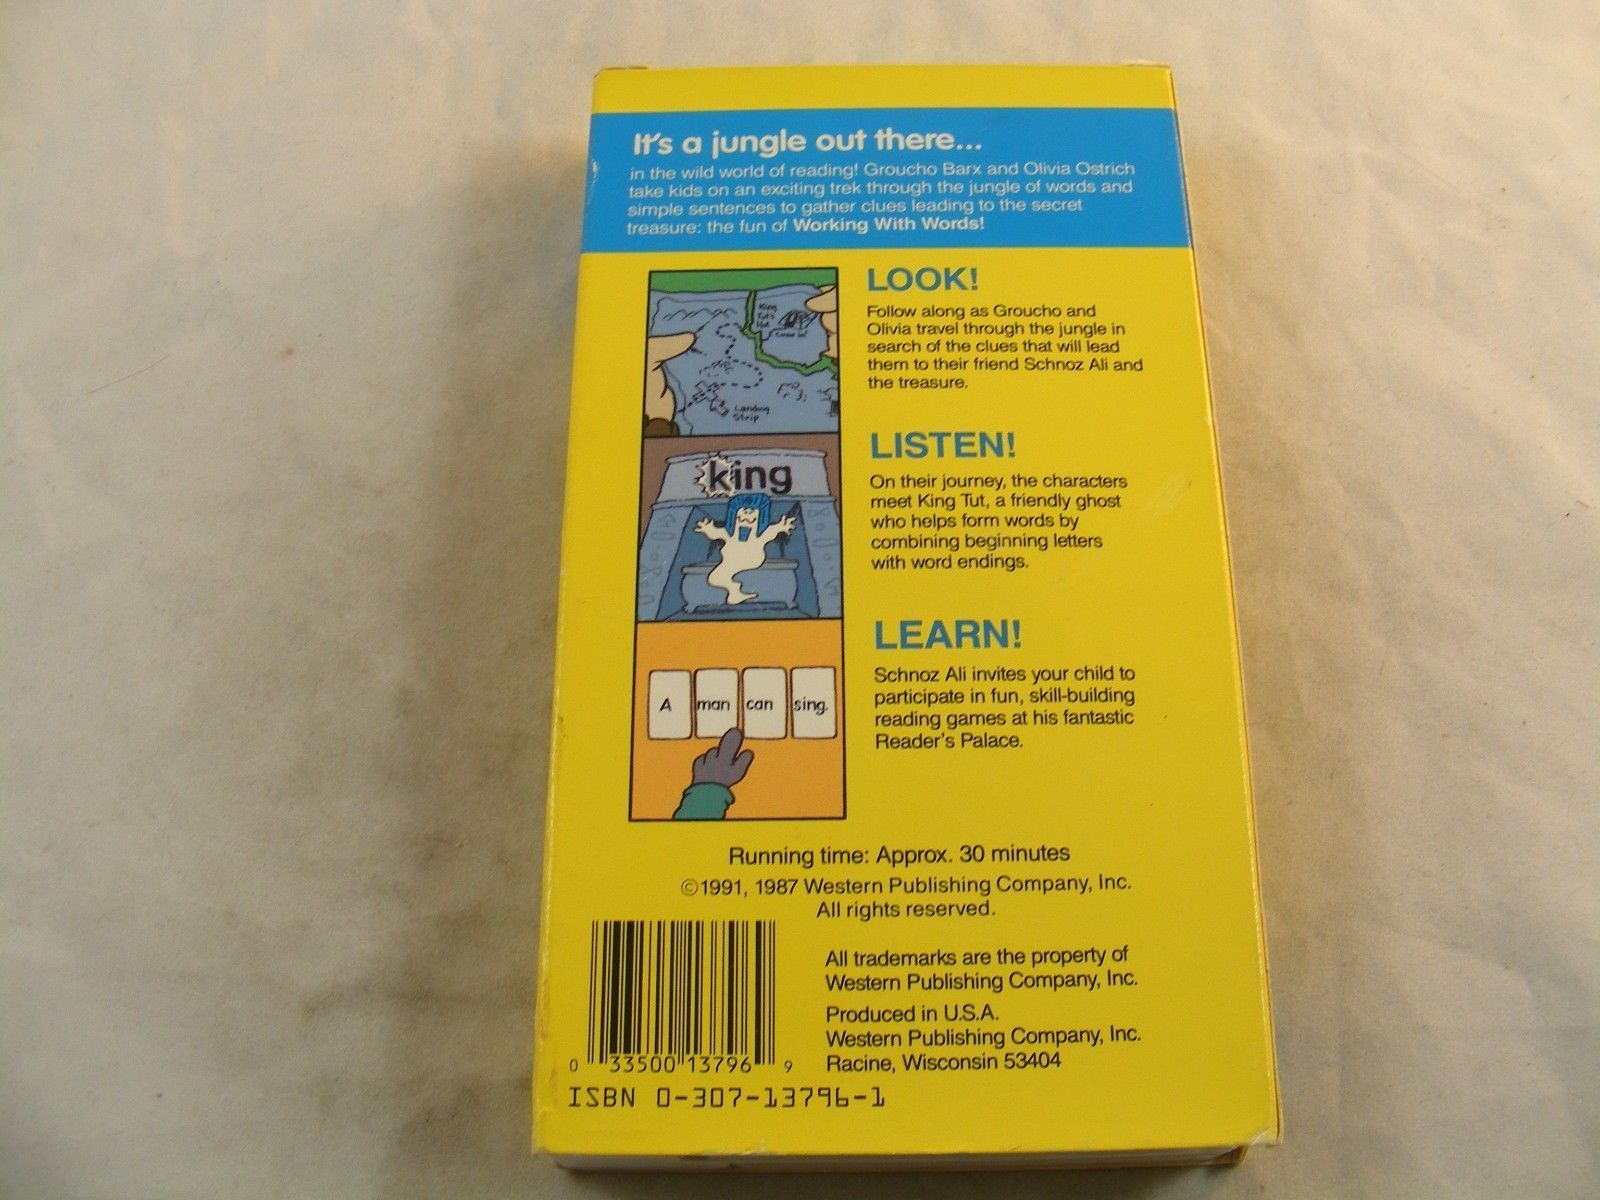 It's a jungle out there...
in the wild world of reading! Groucho Barx and Olivia Ostrich
take kids on an exciting trek through the jungle of words and
simple sentences to gather clues leading to the secret
treasure: the fun of Working With Words!
King
Tut's
Hut
Landing
Strip
LOOK!
Follow along as Groucho and
Olivia travel through the jungle in
search of the clues that will lead
them to their friend Schnoz Ali and
the treasure.
king
LISTEN!
On their journey, the characters
meet King Tut, a friendly ghost
who helps form words by
combining beginning letters
with word endings.
A man can sing.
LEARN!
Schnoz Ali invites your child to
participate in fun, skill-building
reading games at his fantastic
Reader's Palace.
Running time: Approx. 30 minutes
©1991, 1987 Western Publishing Company, Inc.
All rights reserved.
All trademarks are the property of
Western Publishing Company, Inc.
Produced in U.S.A.
Western Publishing Company, Inc.
Racine, Wisconsin 53404
0 33500 13796 9
ISBN 0-307-13796-1